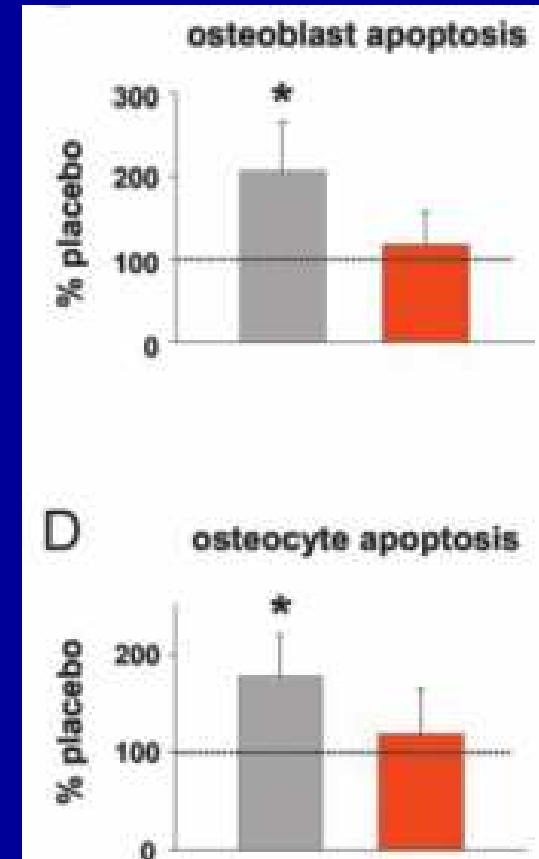 osteoblast apoptosis
*
300
200
100
0
% placebo
D
osteocyte apoptosis
*
200
100
0
% placebo